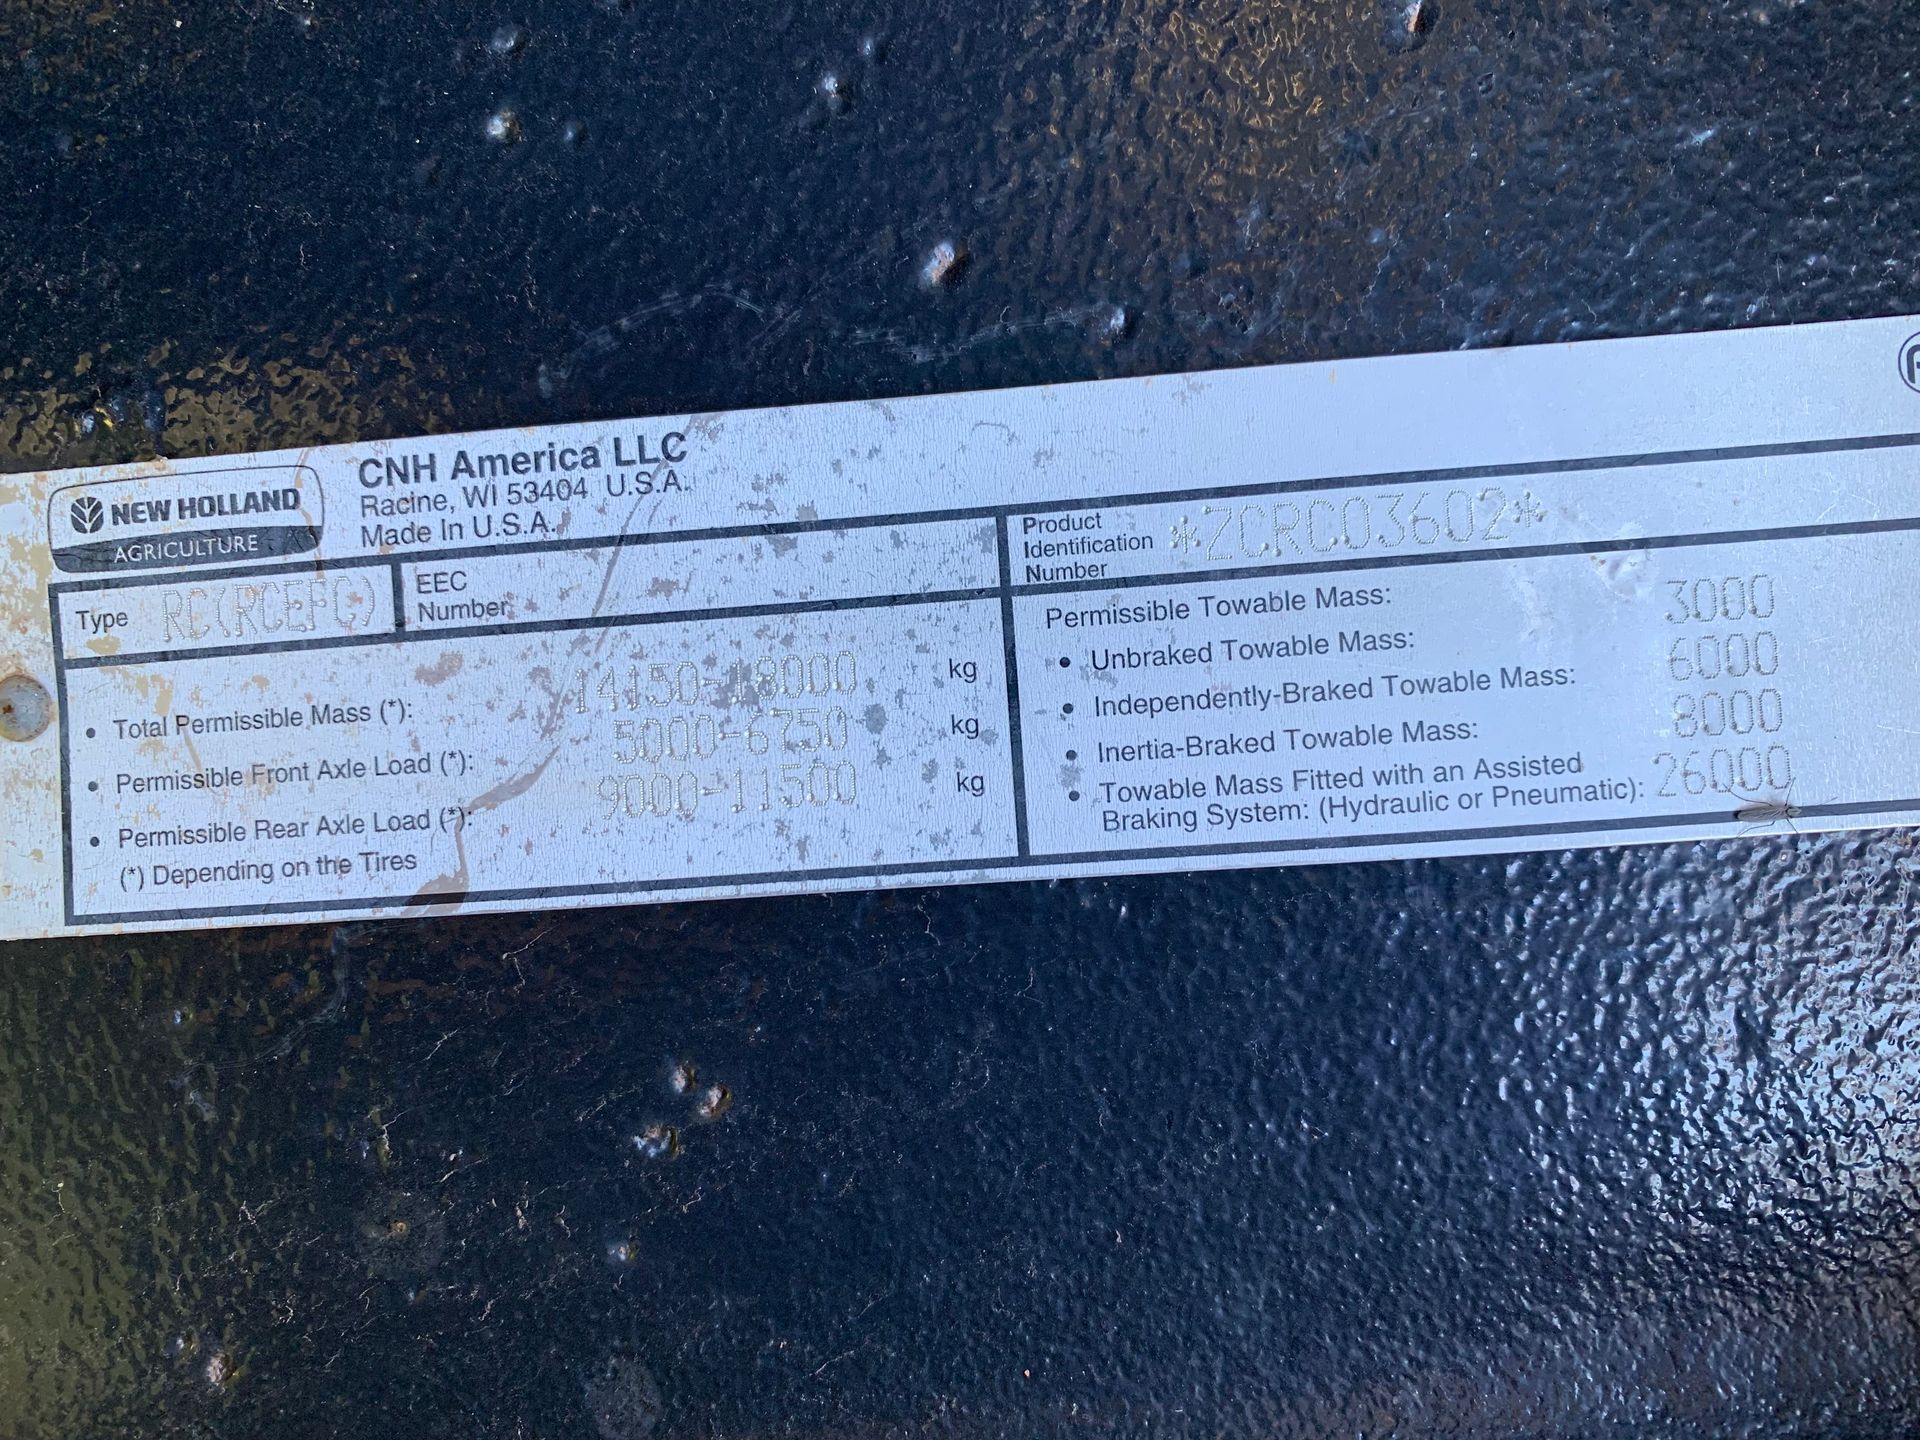 NEW HOLLAND
AGRICULTURE
CNH America LLC
Racine, WI 53404 U.S.A.
Made In U.S.A.
Type RC(RCEFC)
EEC
Number
Product
Identification
Number
*ZCRC03602*
• Total Permissible Mass (*): 14150-18000 kg
• Permissible Front Axle Load (*): 5000-6750 kg
• Permissible Rear Axle Load (*): 9000-11500 kg
(*) Depending on the Tires
Permissible Towable Mass:
• Unbraked Towable Mass: 3000
• Independently-Braked Towable Mass: 6000
• Inertia-Braked Towable Mass: 8000
• Towable Mass Fitted with an Assisted
Braking System: (Hydraulic or Pneumatic): 26000